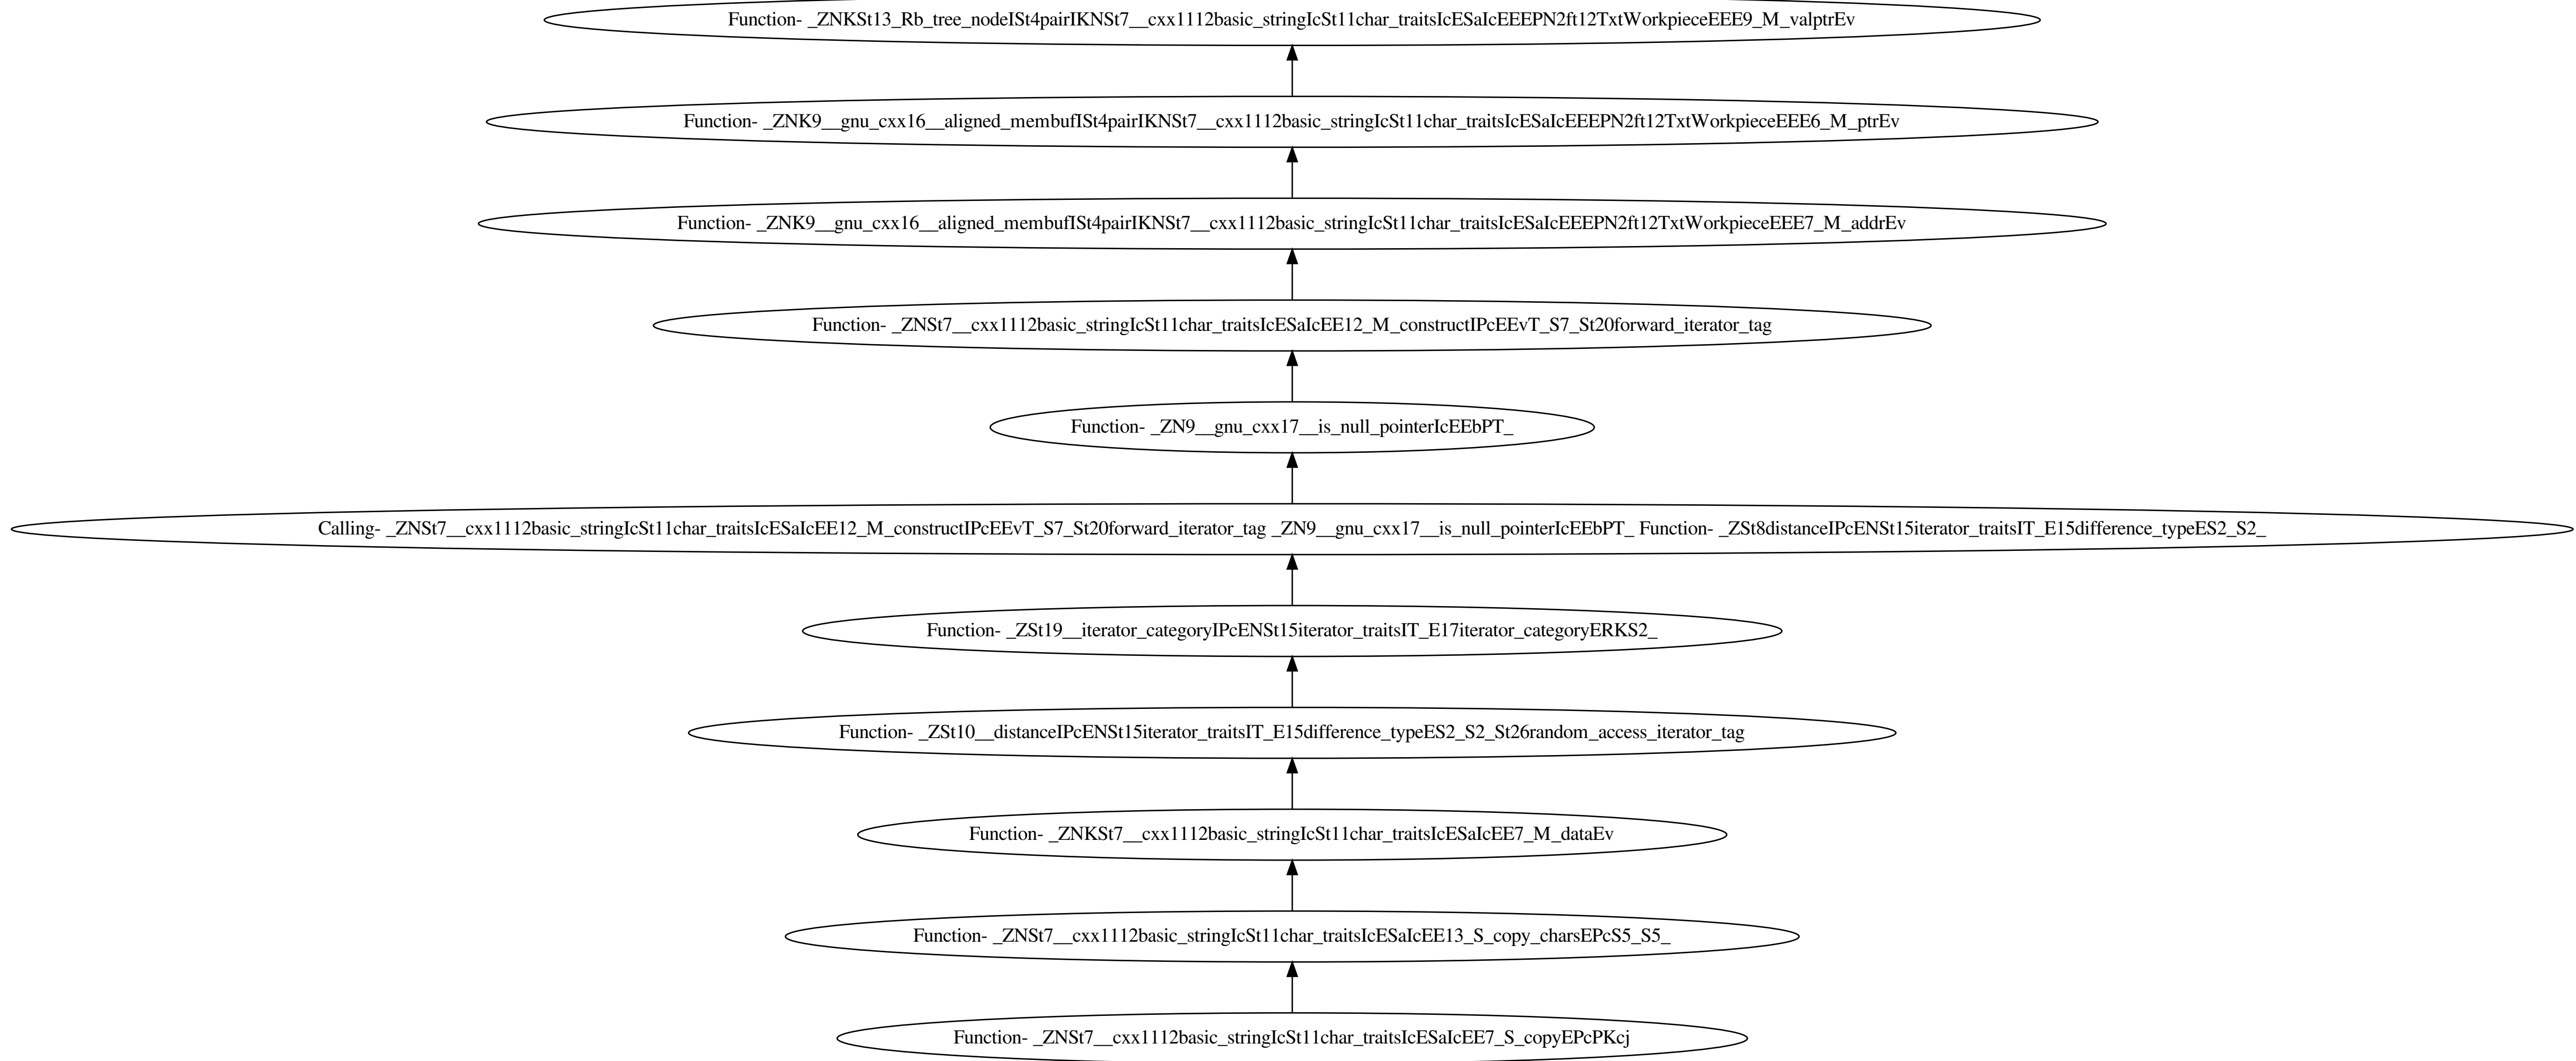 Function- _ZNKSt13_Rb_tree_nodeISt4pairIKNSt7__cxx1112basic_stringIcSt11char_traitsIcESaIcEEEPN2ft12TxtWorkpieceEEE9_M_valptrEv
Function- _ZNK9__gnu_cxx16__aligned_membufISt4pairIKNSt7__cxx1112basic_stringIcSt11char_traitsIcESaIcEEEPN2ft12TxtWorkpieceEEE6_M_ptrEv
Function- _ZNK9__gnu_cxx16__aligned_membufISt4pairIKNSt7__cxx1112basic_stringIcSt11char_traitsIcESaIcEEEPN2ft12TxtWorkpieceEEE7_M_addrEv
Function- _ZNSt7__cxx1112basic_stringIcSt11char_traitsIcESaIcEE12_M_constructIPcEEvT_S7_St20forward_iterator_tag
Function- _ZN9__gnu_cxx17__is_null_pointerIcEEbPT_
Calling- _ZNSt7__cxx1112basic_stringIcSt11char_traitsIcESaIcEE12_M_constructIPcEEvT_S7_St20forward_iterator_tag _ZN9__gnu_cxx17__is_null_pointerIcEEbPT_ Function- _ZSt8distanceIPcENSt15iterator_traitsIT_E15difference_typeES2_S2_
Function- _ZSt19__iterator_categoryIPcENSt15iterator_traitsIT_E17iterator_categoryERKS2_
Function- _ZSt10__distanceIPcENSt15iterator_traitsIT_E15difference_typeES2_S2_St26random_access_iterator_tag
Function- _ZNKSt7__cxx1112basic_stringIcSt11char_traitsIcESaIcEE7_M_dataEv
Function- _ZNSt7__cxx1112basic_stringIcSt11char_traitsIcESaIcEE13_S_copy_charsEPcS5_S5_
Function- _ZNSt7__cxx1112basic_stringIcSt11char_traitsIcESaIcEE7_S_copyEPcPKcj